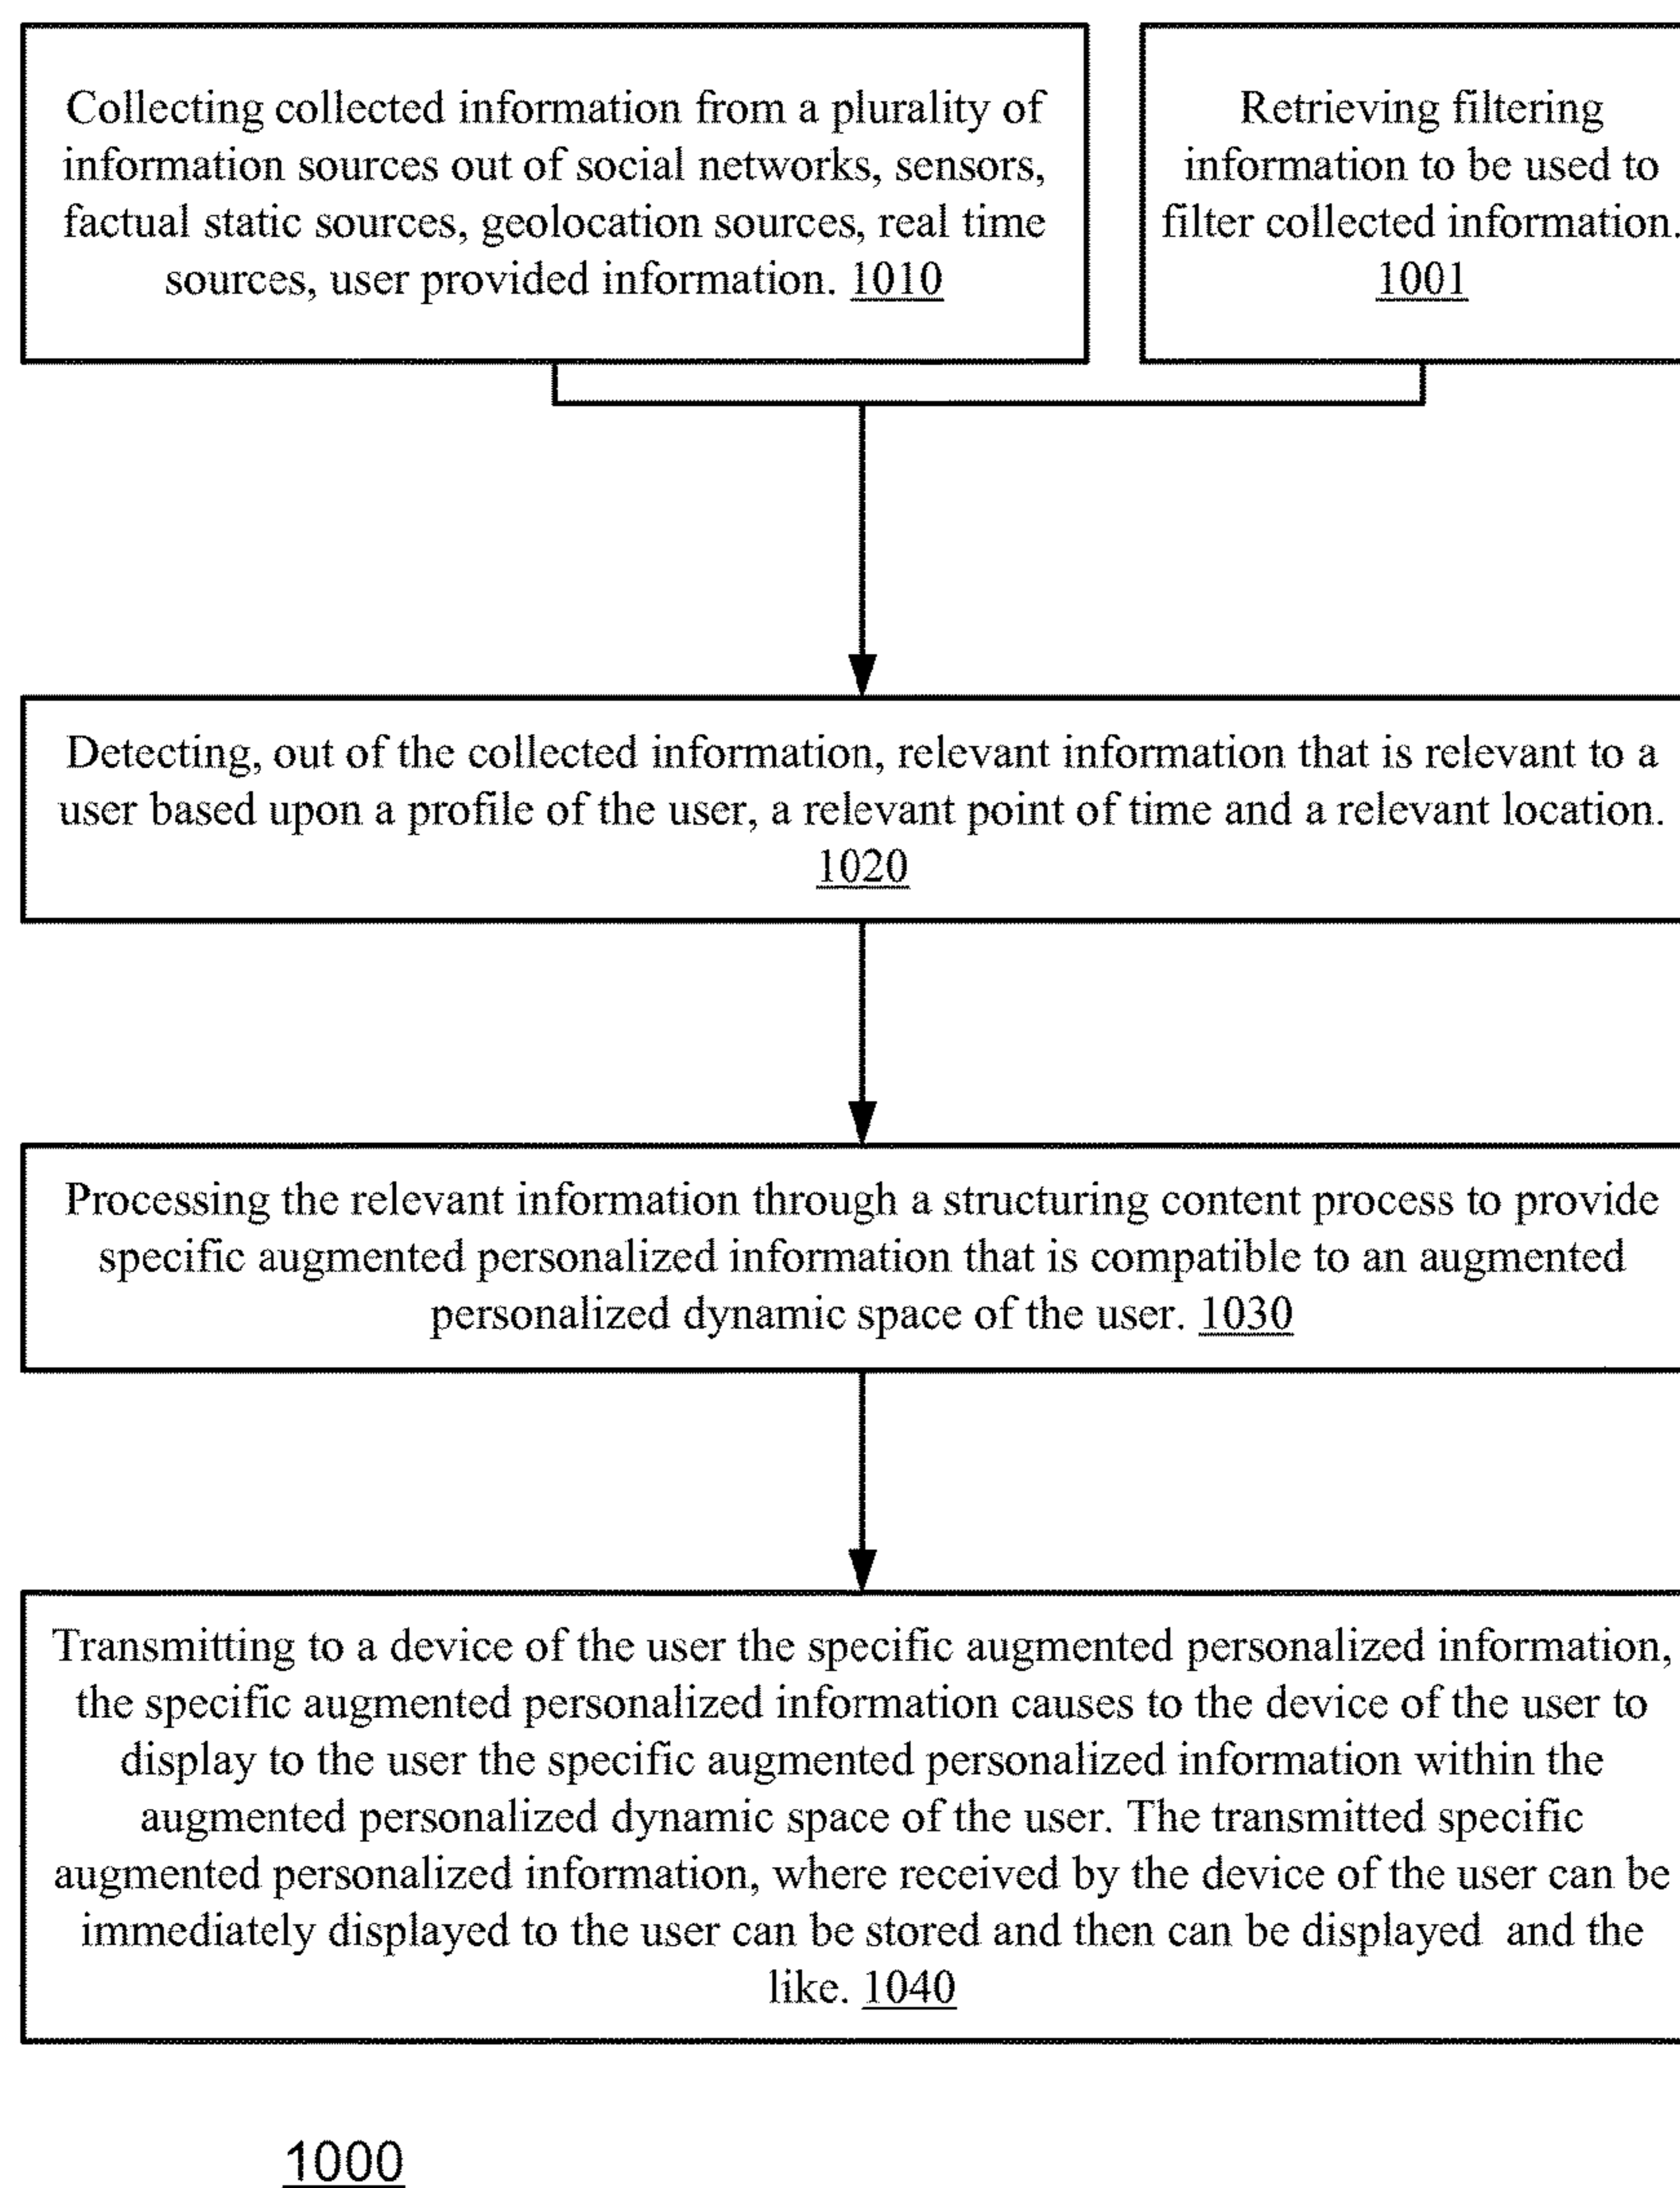 Collecting collected information from a plurality of
information sources out of social networks, sensors,
factual static sources, geolocation sources, real time
sources, user provided information. 1010
Retrieving filtering
information to be used to
filter collected information.
1001
Detecting, out of the collected information, relevant information that is relevant to a
user based upon a profile of the user, a relevant point of time and a relevant location.
1020
Processing the relevant information through a structuring content process to provide
specific augmented personalized information that is compatible to an augmented
personalized dynamic space of the user. 1030
Transmitting to a device of the user the specific augmented personalized information,
the specific augmented personalized information causes to the device of the user to
display to the user the specific augmented personalized information within the
augmented personalized dynamic space of the user. The transmitted specific
augmented personalized information, where received by the device of the user can be
immediately displayed to the user can be stored and then can be displayed and the
like. 1040
1000